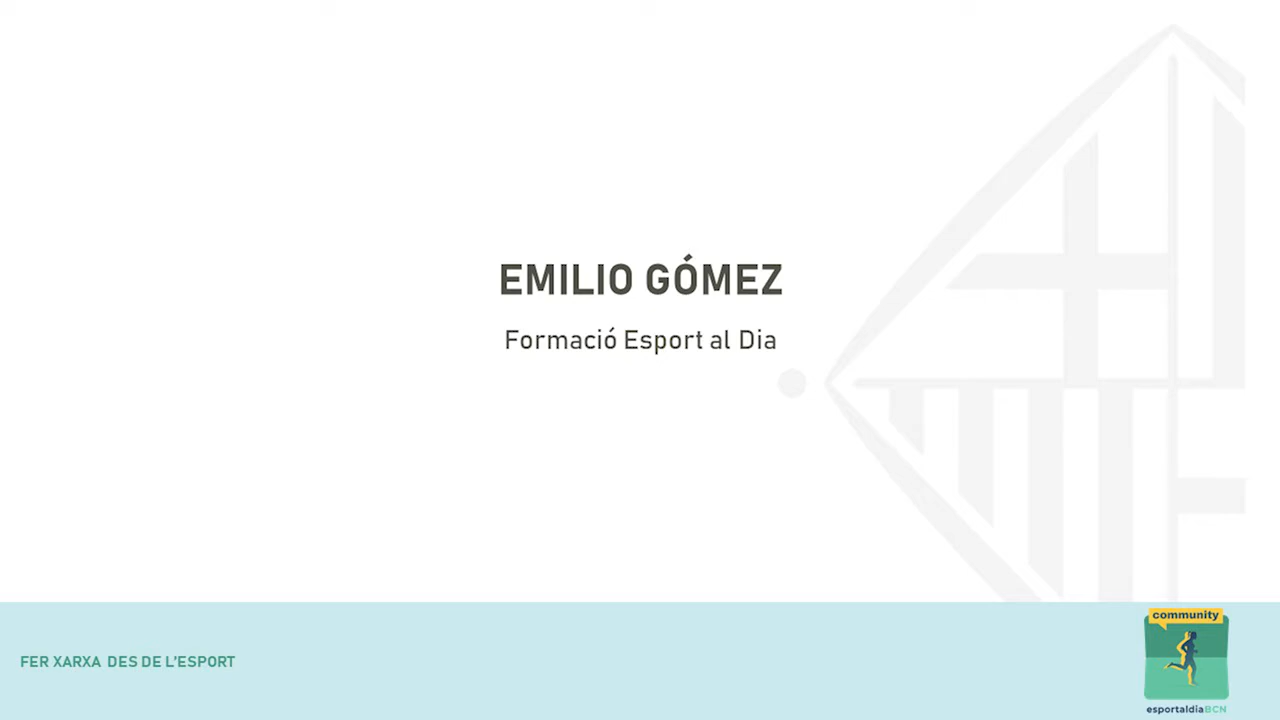 EMILIO GÓMEZ
Formació Esport al Dia
FER XARXA DES DE L'ESPORT
community
esportaldiaBCN